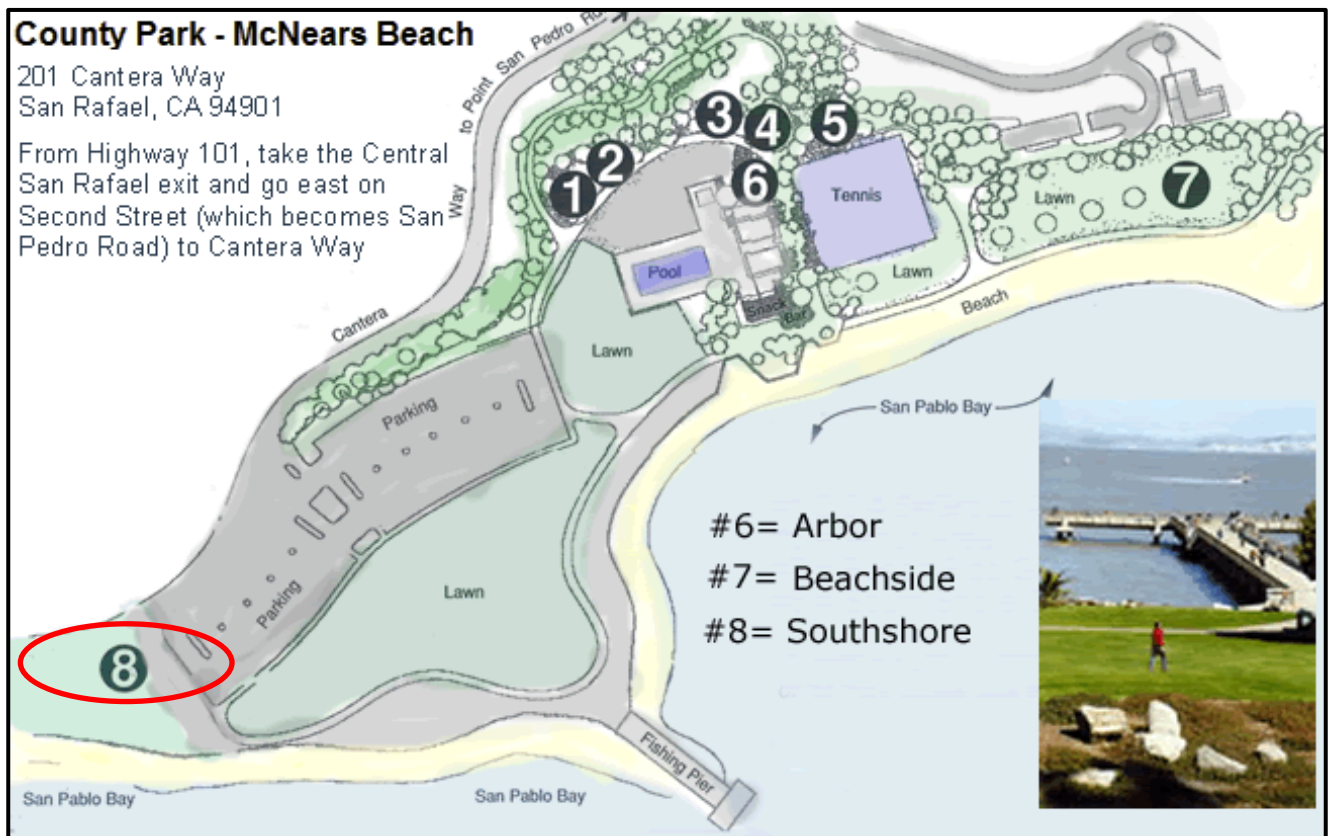 County Park - McNears Beach
201 Cantera Way
San Rafael, CA 94901
From Highway 101, take the Central
San Rafael exit and go east on
Second Street (which becomes San
Pedro Road) to Cantera Way
to Point San Pedro
Cantera Way
1
2
3
4
5
6
7
8
Tennis
Lawn
Lawn
Pool
Snack
Bar
Beach
Lawn
Parking
San Pablo Bay
#6= Arbor
#7= Beachside
#8= Southshore
Parking
Lawn
Fishing Pier
San Pablo Bay
San Pablo Bay